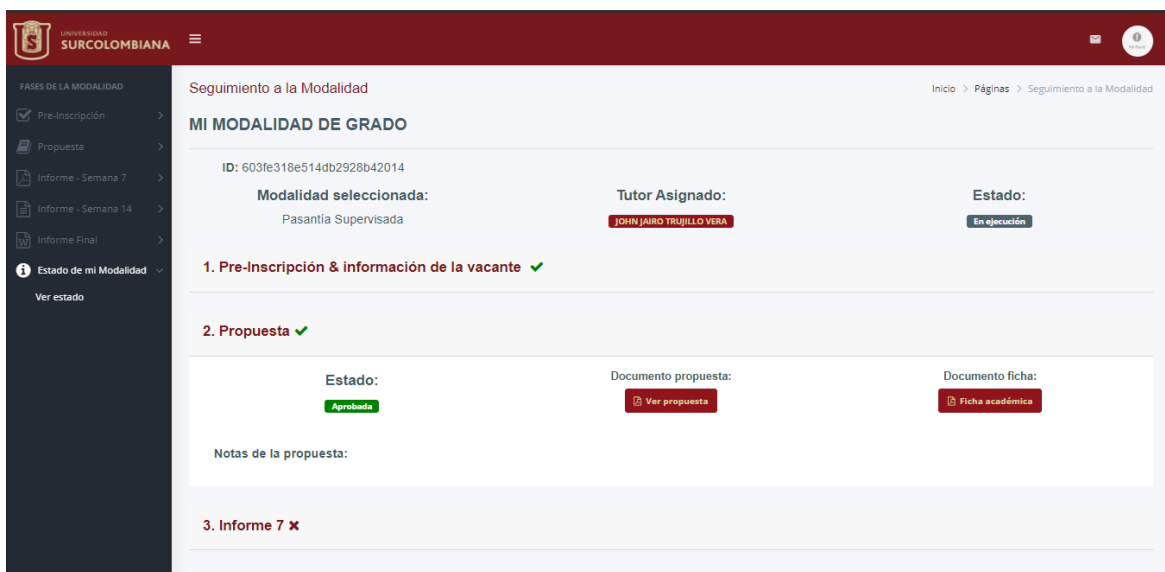 UNIVERSIDAD
SURCOLOMBIANA
FASES DE LA MODALIDAD
Pre-Inscripción
Propuesta
Informe - Semana 7
Informe - Semana 14
Informe Final
Estado de mi Modalidad
Ver estado
Seguimiento a la Modalidad
Inicio > Páginas > Seguimiento a la Modalidad
MI MODALIDAD DE GRADO
ID: 603fe318e514db2928b42014
Modalidad seleccionada: Tutor Asignado: Estado:
Pasantía Supervisada JOHN JAIRO TRUJILLO VERA En ejecución
1. Pre-Inscripción & información de la vacante
2. Propuesta
Estado: Documento propuesta: Documento ficha:
Aprobada Ver propuesta Ficha académica
Notas de la propuesta:
3. Informe 7